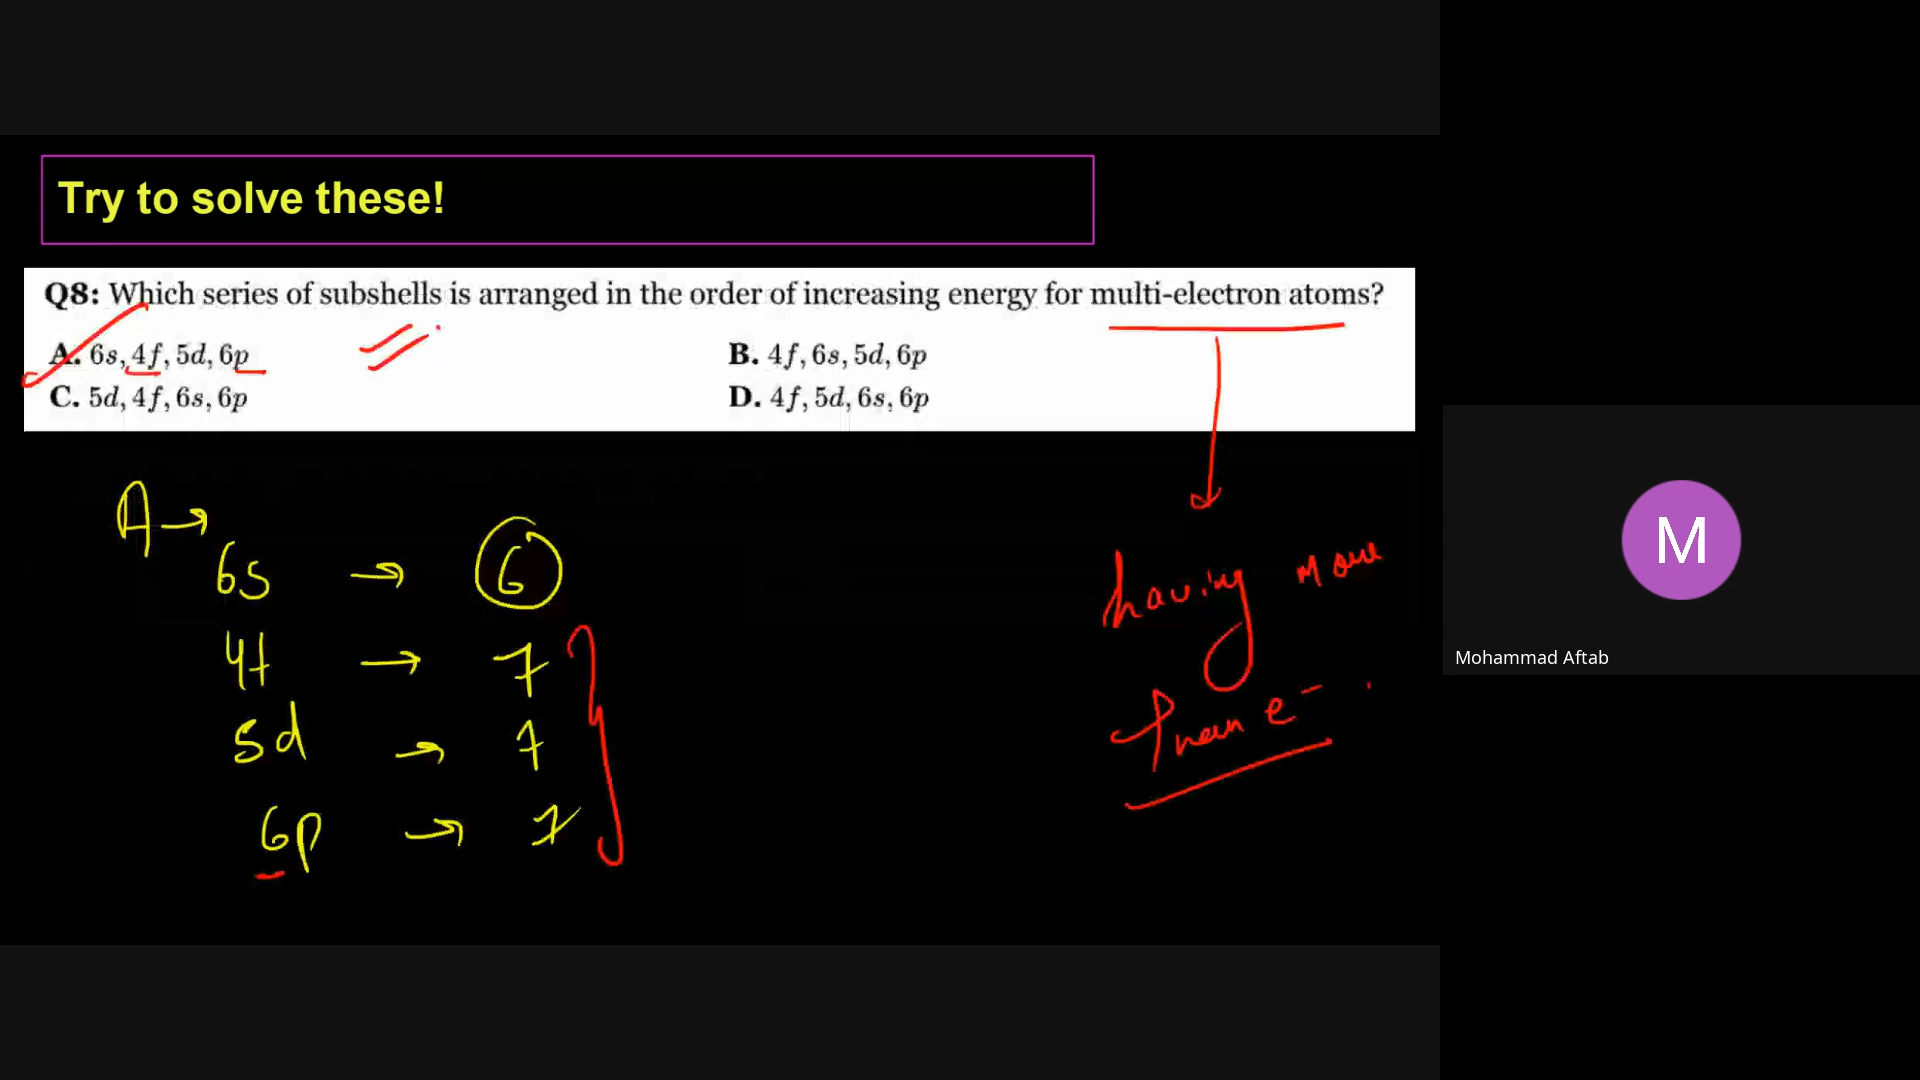 Try to solve these!
Q8: Which series of subshells is arranged in the order of increasing energy for multi-electron atoms?
A. 6s, 4f, 5d, 6p
B. 4f, 6s, 5d, 6p
C. 5d, 4f, 6s, 6p
D. 4f, 5d, 6s, 6p
A →
6s → 6
4f → 7
5d → 7
6p → 7
having more
e⁻
M
Mohammad Aftab